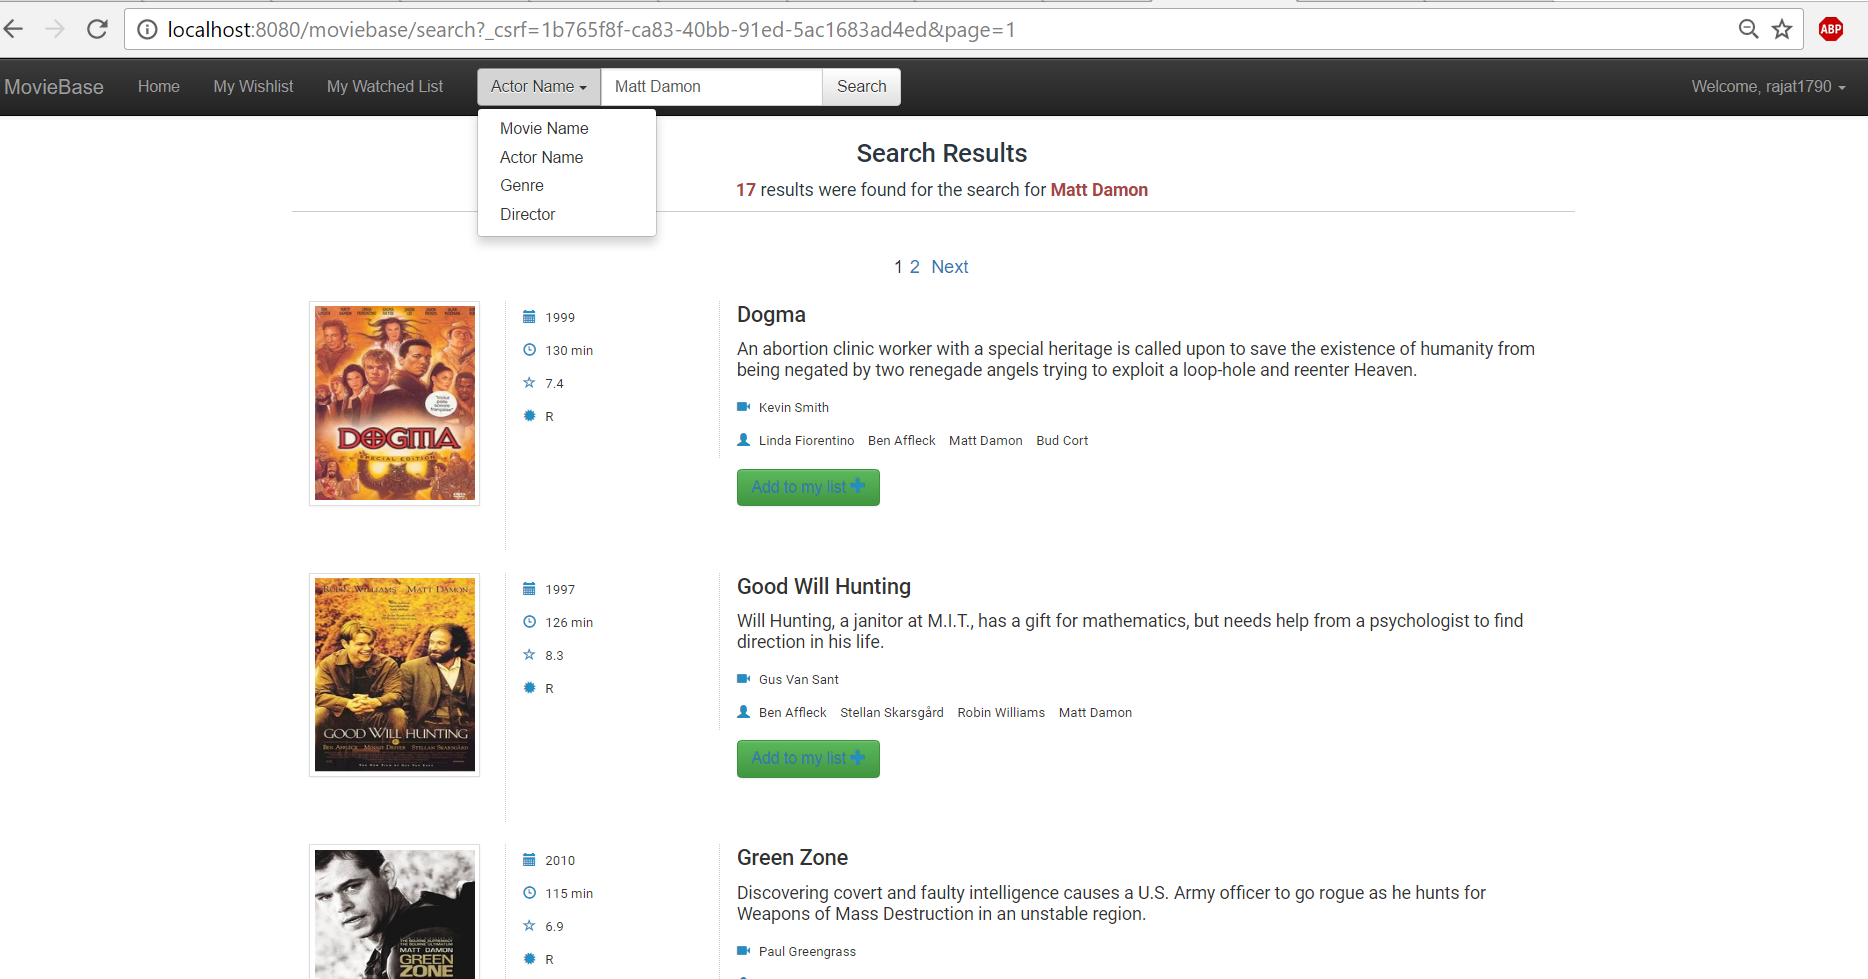 localhost:8080/moviebase/search?_csrf=1b765f8f-ca83-40bb-91ed-5ac1683ad4ed&page=1
ABP
MovieBase Home My Wishlist My Watched List Actor Name Matt Damon Search Welcome, rajat1790
Movie Name
Actor Name
Genre
Director
Search Results
17 results were found for the search for Matt Damon
1 2 Next
DOGMA
SPECIAL EDITION
1999
130 min
7.4
R
Dogma
An abortion clinic worker with a special heritage is called upon to save the existence of humanity from
being negated by two renegade angels trying to exploit a loop-hole and reenter Heaven.
Kevin Smith
Linda Fiorentino Ben Affleck Matt Damon Bud Cort
Add to my list
ROBIN WILLIAMS MATT DAMON
GOOD WILL HUNTING
BEN AFFLECK MINNIE DRIVER STELLAN SKARSGÅRD
1997
126 min
8.3
R
Good Will Hunting
Will Hunting, a janitor at M.I.T., has a gift for mathematics, but needs help from a psychologist to find
direction in his life.
Gus Van Sant
Ben Affleck Stellan Skarsgård Robin Williams Matt Damon
Add to my list
MATT DAMON
GREEN
ZONE
2010
115 min
6.9
R
Green Zone
Discovering covert and faulty intelligence causes a U.S. Army officer to go rogue as he hunts for
Weapons of Mass Destruction in an unstable region.
Paul Greengrass